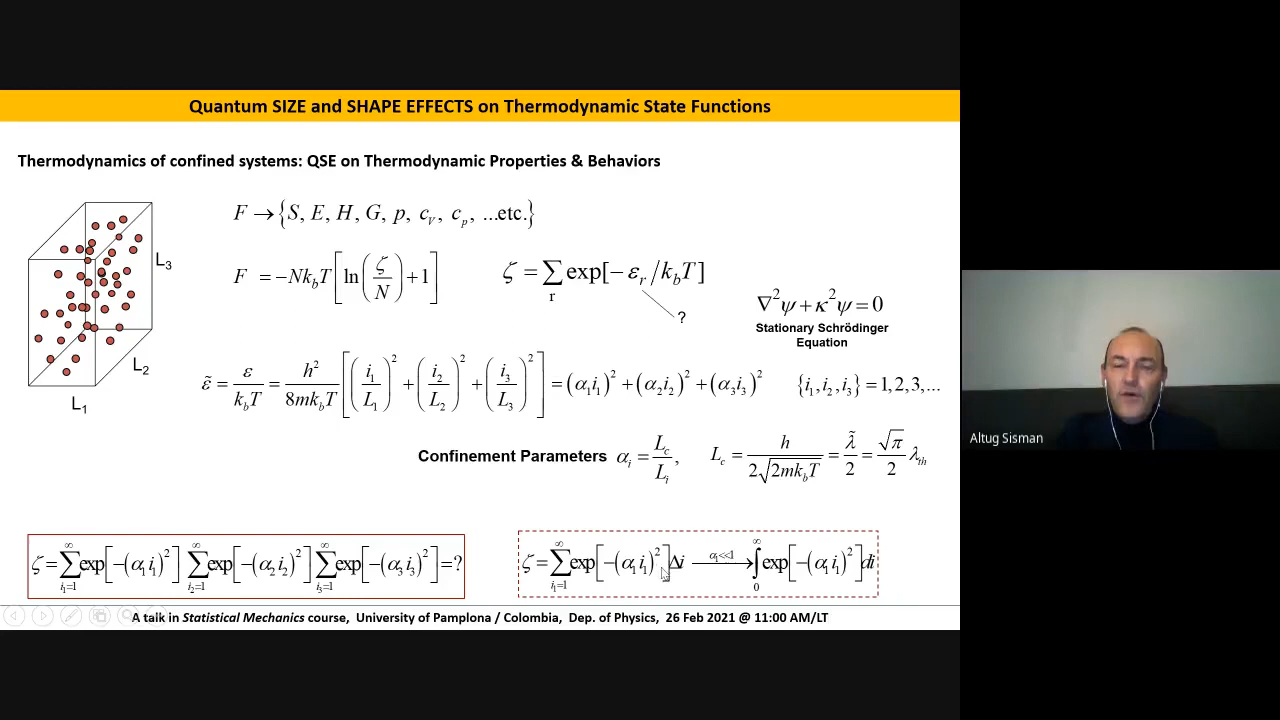 Quantum SIZE and SHAPE EFFECTS on Thermodynamic State Functions
Thermodynamics of confined systems: QSE on Thermodynamic Properties & Behaviors
L₃
L₂
L₁
F → {S, E, H, G, p, c_V, c_p, ...etc.}
F = −Nk_bT [ln(ζ/N) + 1]
ζ = ∑_r exp[−ε_r/k_bT]
?
∇²ψ + κ²ψ = 0
Stationary Schrödinger
Equation
ε̃ = ε/(k_bT) = h²/(8mk_bT) [(i₁/L₁)² + (i₂/L₂)² + (i₃/L₃)²] = (α₁i₁)² + (α₂i₂)² + (α₃i₃)²
{i₁, i₂, i₃} = 1, 2, 3, ...
Confinement Parameters α_i = L_c/L_i,
L_c = h/(2√(2mk_bT)) = λ̃/2 = (√π/2) λ_th
ζ = ∑_{i₁=1}^∞ exp[−(α₁i₁)²] ∑_{i₂=1}^∞ exp[−(α₂i₂)²] ∑_{i₃=1}^∞ exp[−(α₃i₃)²] = ?
ζ = ∑_{i₁=1}^∞ exp[−(α₁i₁)²]Δi —α₁<<1→ ∫_0^∞ exp[−(α₁i₁)²]di
A talk in Statistical Mechanics course, University of Pamplona / Colombia, Dep. of Physics, 26 Feb 2021 @ 11:00 AM/LT
Altug Sisman